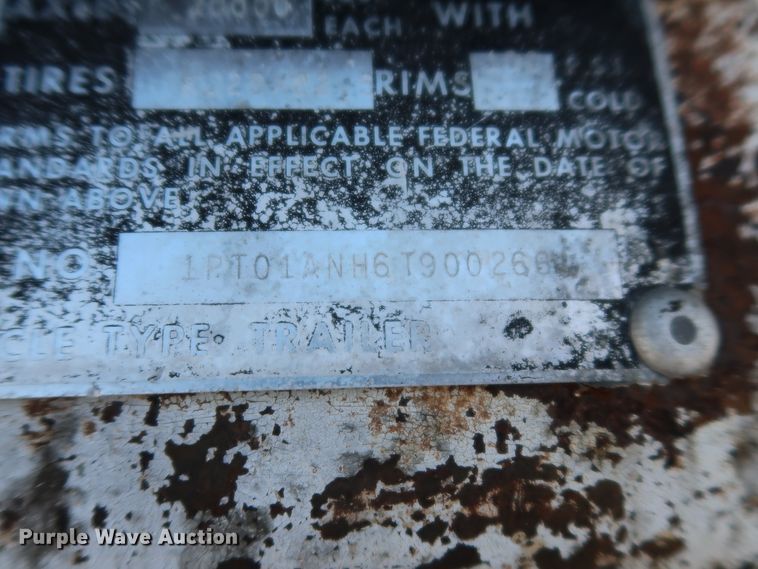 20000 EACH WITH
TIRES RIMS P.S.I. COLD
RMS TO ALL APPLICABLE FEDERAL MOTOR
ANDARDS IN EFFECT ON THE DATE OF
WN ABOVE
NO 1PT01ANH6T900266
CLE TYPE: TRAILER
Purple Wave Auction